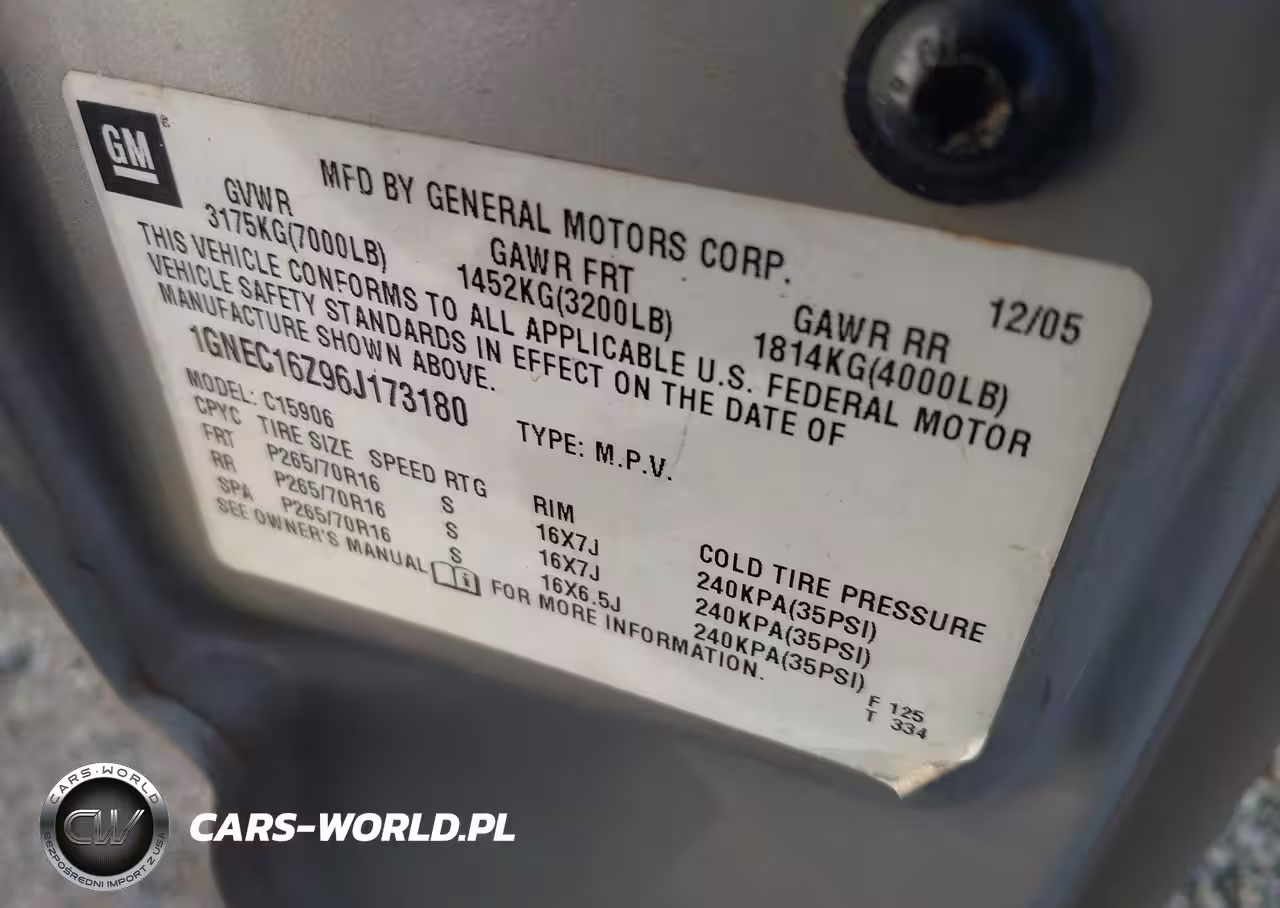 GM
MFD BY GENERAL MOTORS CORP.
12/05
GVWR GAWR FRT GAWR RR
3175KG(7000LB) 1452KG(3200LB) 1814KG(4000LB)
THIS VEHICLE CONFORMS TO ALL APPLICABLE U.S. FEDERAL MOTOR
VEHICLE SAFETY STANDARDS IN EFFECT ON THE DATE OF
MANUFACTURE SHOWN ABOVE.
1GNEC16Z96J173180 TYPE: M.P.V.
MODEL: C15906
CPYC TIRE SIZE SPEED RTG RIM COLD TIRE PRESSURE
FRT P265/70R16 S 16X7J 240KPA(35PSI)
RR P265/70R16 S 16X7J 240KPA(35PSI)
SPA P265/70R16 S 16X6.5J 240KPA(35PSI)
SEE OWNER'S MANUAL FOR MORE INFORMATION.
F 125
T 334
CARS-WORLD
CW
BEZPOŚREDNI IMPORT Z USA
CARS-WORLD.PL